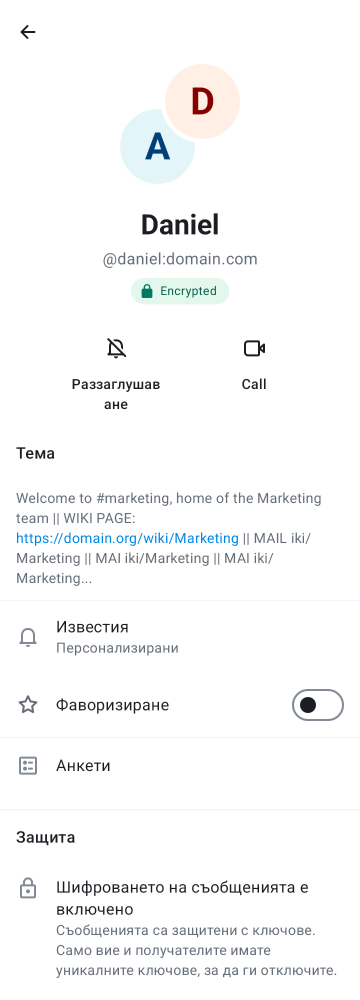 D
A
Daniel
@daniel:domain.com
Encrypted
Раззаглушав
ане
Call
Тема
Welcome to #marketing, home of the Marketing
team || WIKI PAGE:
https://domain.org/wiki/Marketing || MAIL iki/
Marketing || MAI iki/Marketing || MAI iki/
Marketing...
Известия
Персонализирани
Фаворизиране
Анкети
Защита
Шифроването на съобщенията е
включено
Съобщенията са защитени с ключове.
Само вие и получателите имате
уникалните ключове, за да ги отключите.